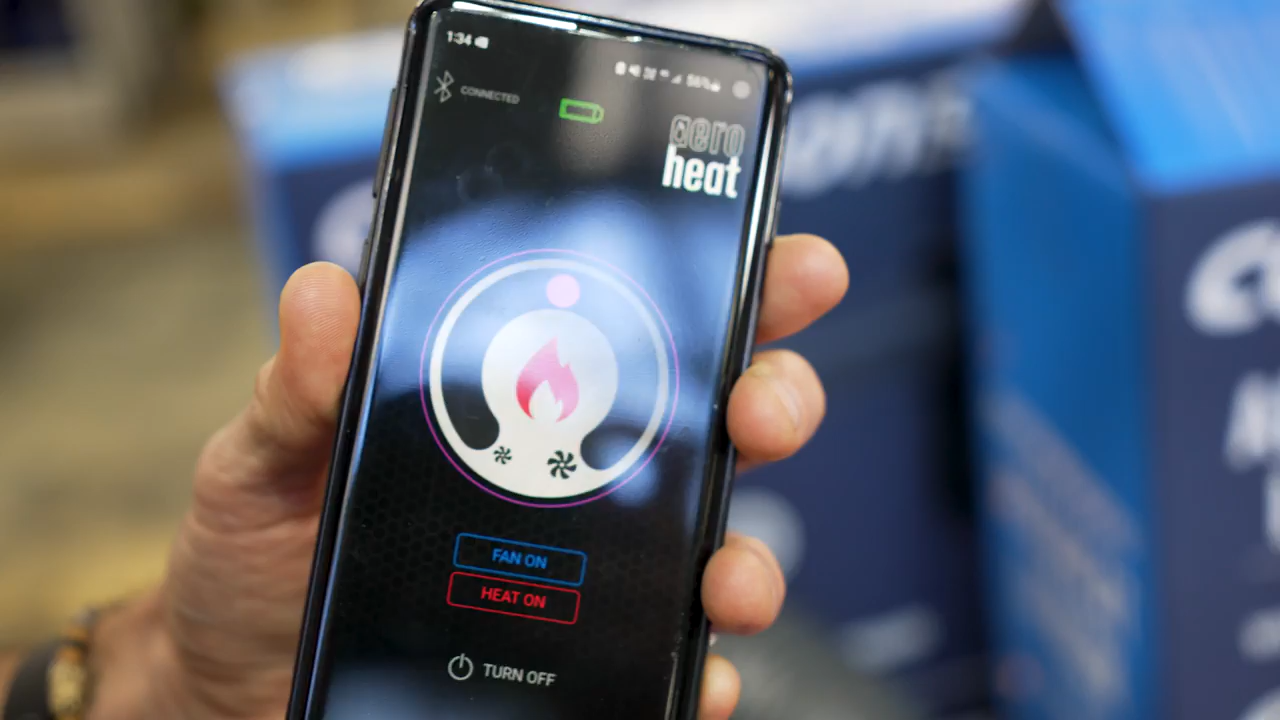 1:34
CONNECTED
aero
heat
FAN ON
HEAT ON
TURN OFF